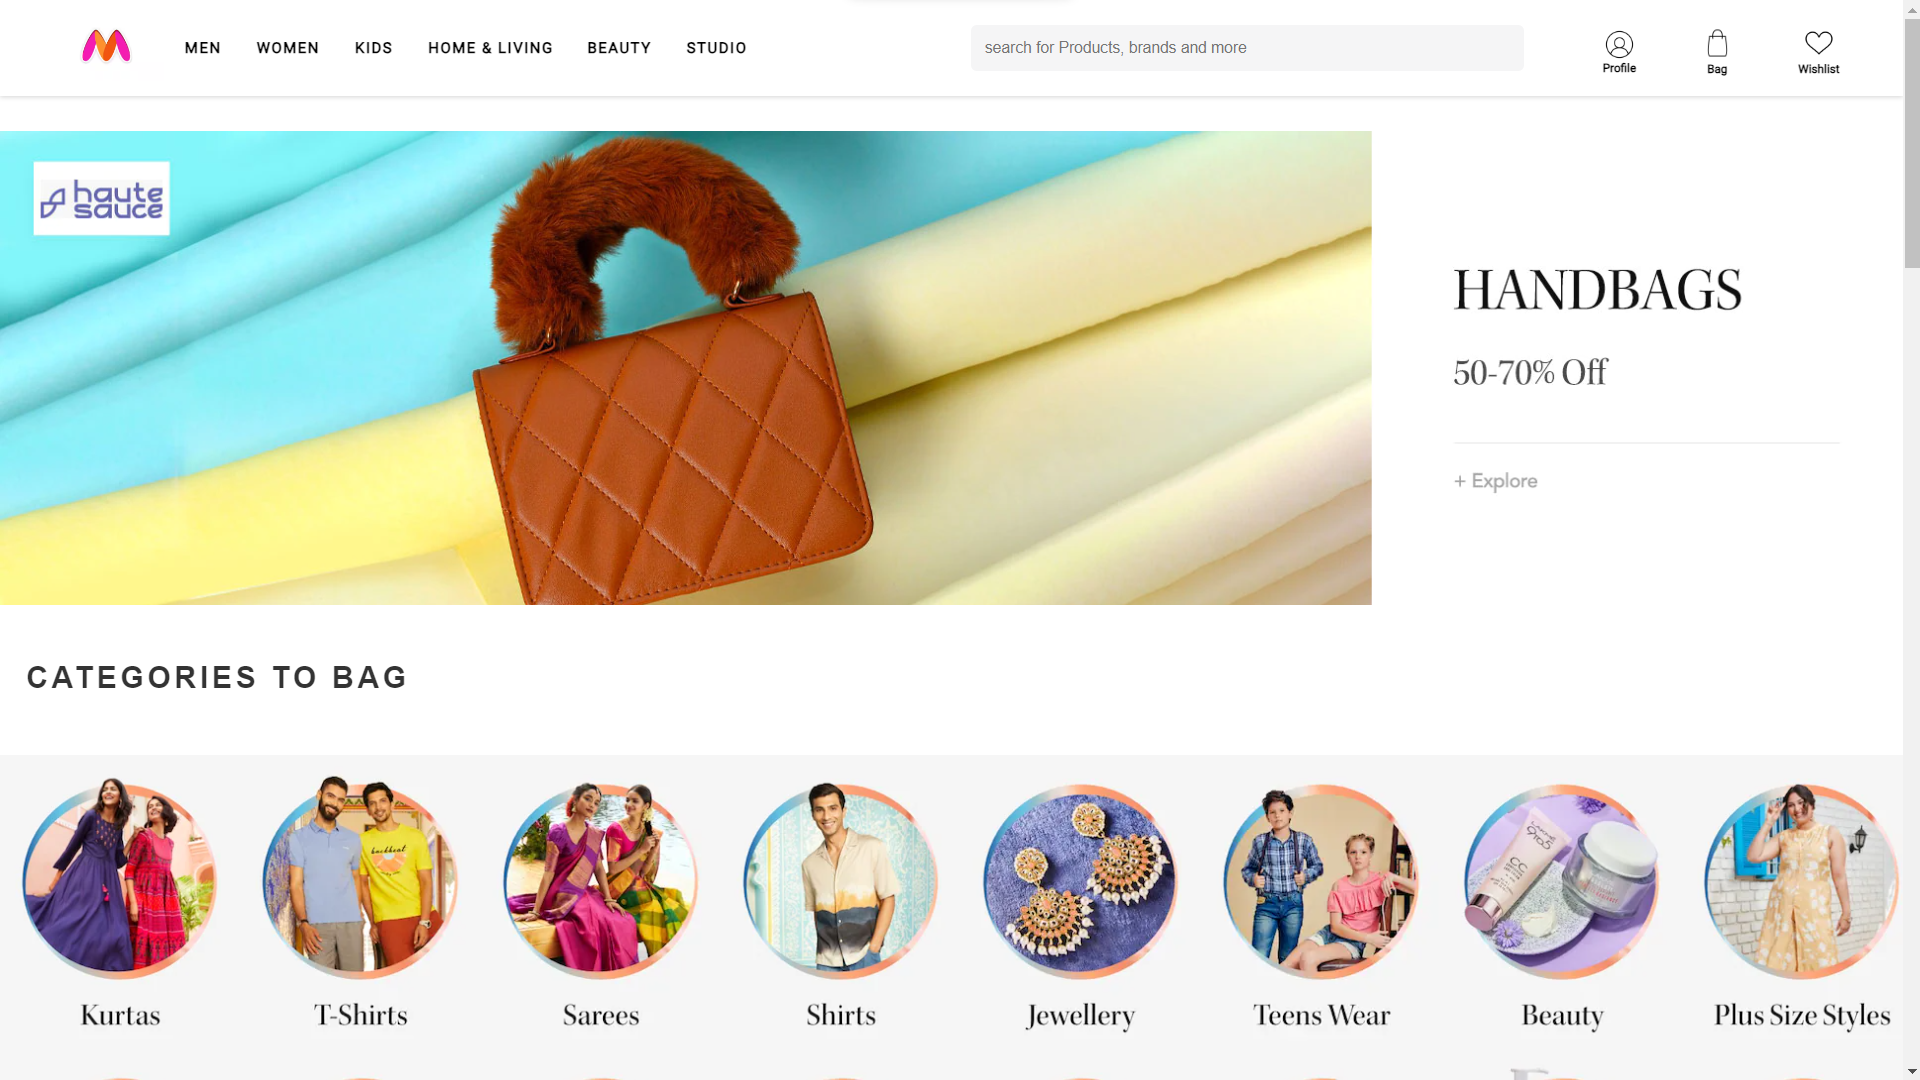 MEN WOMEN KIDS HOME & LIVING BEAUTY STUDIO
search for Products, brands and more
Profile
Bag
Wishlist
haute
sauce
HANDBAGS
50-70% Off
+ Explore
CATEGORIES TO BAG
Kurtas
T-Shirts
Sarees
Shirts
Jewellery
Teens Wear
Beauty
Plus Size Styles